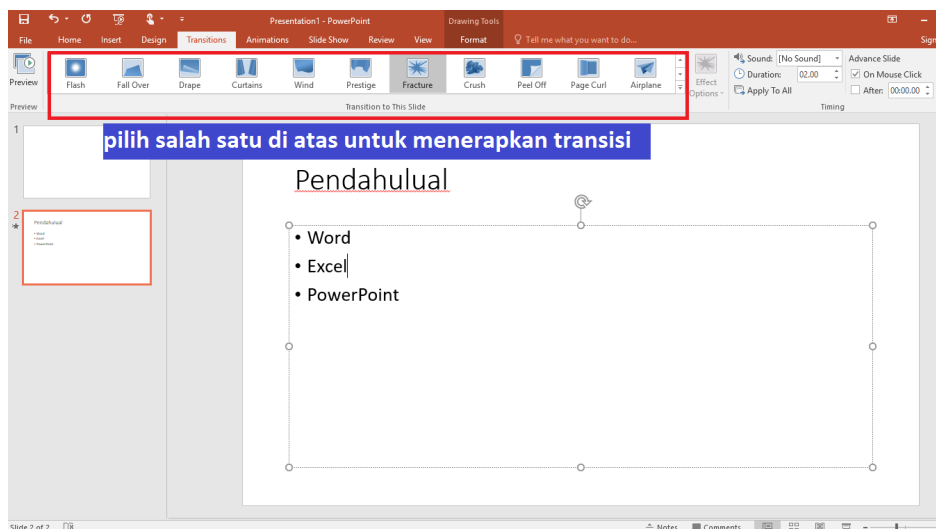 Presentation1 - PowerPoint
Drawing Tools
File Home Insert Design Transitions Animations Slide Show Review View Format Tell me what you want to do... Sign
Preview
Flash Fall Over Drape Curtains Wind Prestige Fracture Crush Peel Off Page Curl Airplane
Effect Options
Sound: [No Sound]
Duration: 02.00
Apply To All
Advance Slide
On Mouse Click
After: 00:00.00
Preview Transition to This Slide Timing
pilih salah satu di atas untuk menerapkan transisi
1
2
Pendahulual
• Word
• Excel
• PowerPoint
Pendahulual
• Word
• Excel
• PowerPoint
Slide 2 of 2 Notes Comments